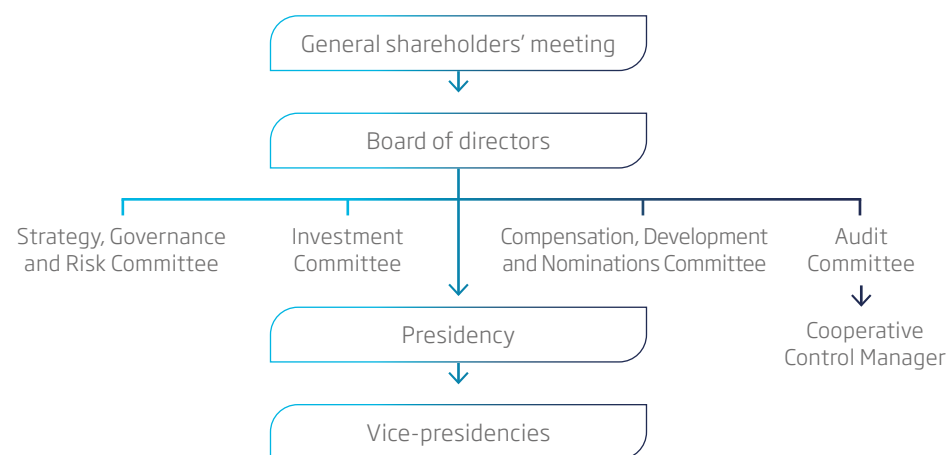 General shareholders’ meeting
Board of directors
Strategy, Governance
and Risk Committee
Investment
Committee
Compensation, Development
and Nominations Committee
Audit
Committee
Cooperative
Control Manager
Presidency
Vice-presidencies